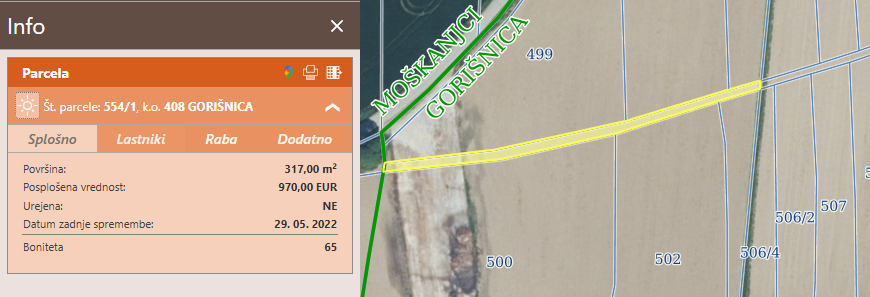 Info
Parcela
Št. parcele: 554/1, k.o. 408 GORIŠNICA
Splošno Lastniki Raba Dodatno
Površina: 317,00 m²
Posplošena vrednost: 970,00 EUR
Urejena: NE
Datum zadnje spremembe: 29. 05. 2022
Boniteta 65
MOŠKANJCI
GORIŠNICA
499
506/2
507
506/4
502
500